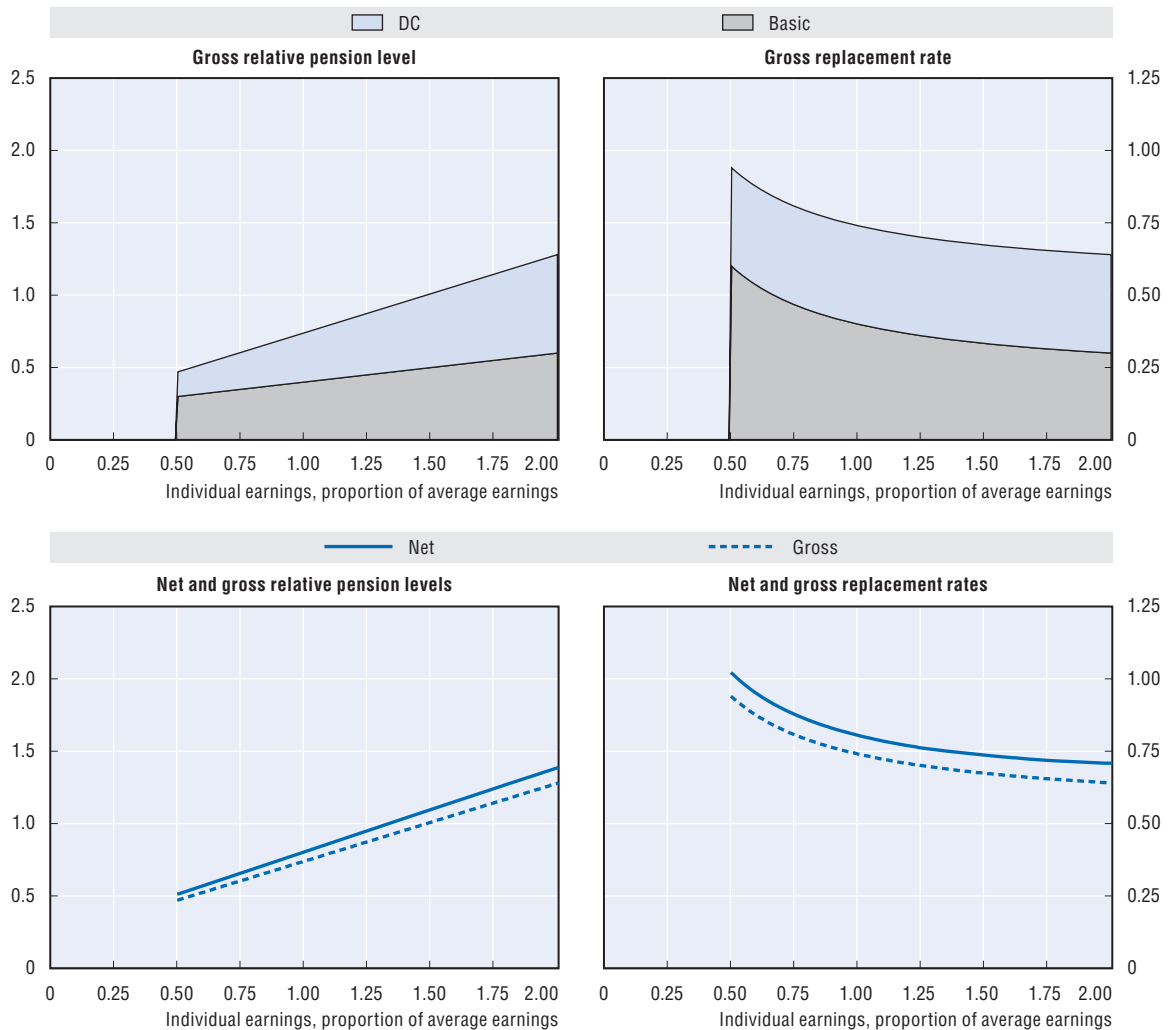 DC Basic
Gross relative pension level
2.5
2.0
1.5
1.0
0.5
0
0 0.25 0.50 0.75 1.00 1.25 1.50 1.75 2.00
Individual earnings, proportion of average earnings
Gross replacement rate
1.25
1.00
0.75
0.50
0.25
0
0 0.25 0.50 0.75 1.00 1.25 1.50 1.75 2.00
Individual earnings, proportion of average earnings
Net Gross
Net and gross relative pension levels
2.5
2.0
1.5
1.0
0.5
0
0 0.25 0.50 0.75 1.00 1.25 1.50 1.75 2.00
Individual earnings, proportion of average earnings
Net and gross replacement rates
1.25
1.00
0.75
0.50
0.25
0
0 0.25 0.50 0.75 1.00 1.25 1.50 1.75 2.00
Individual earnings, proportion of average earnings